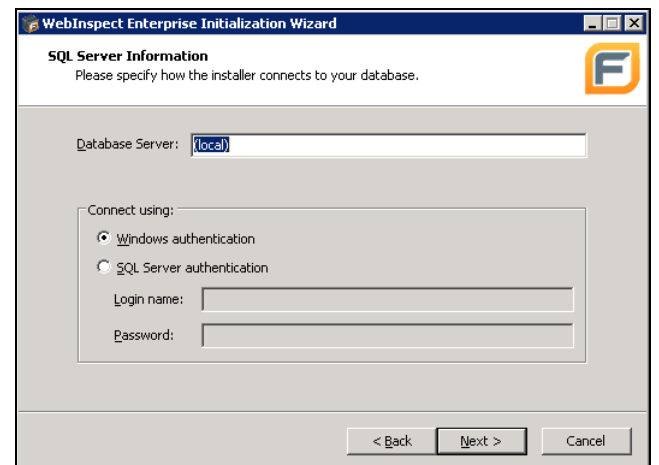 WebInspect Enterprise Initialization Wizard
SQL Server Information
Please specify how the installer connects to your database.
F
Database Server: (local)
Connect using:
Windows authentication
SQL Server authentication
Login name:
Password:
< Back Next > Cancel